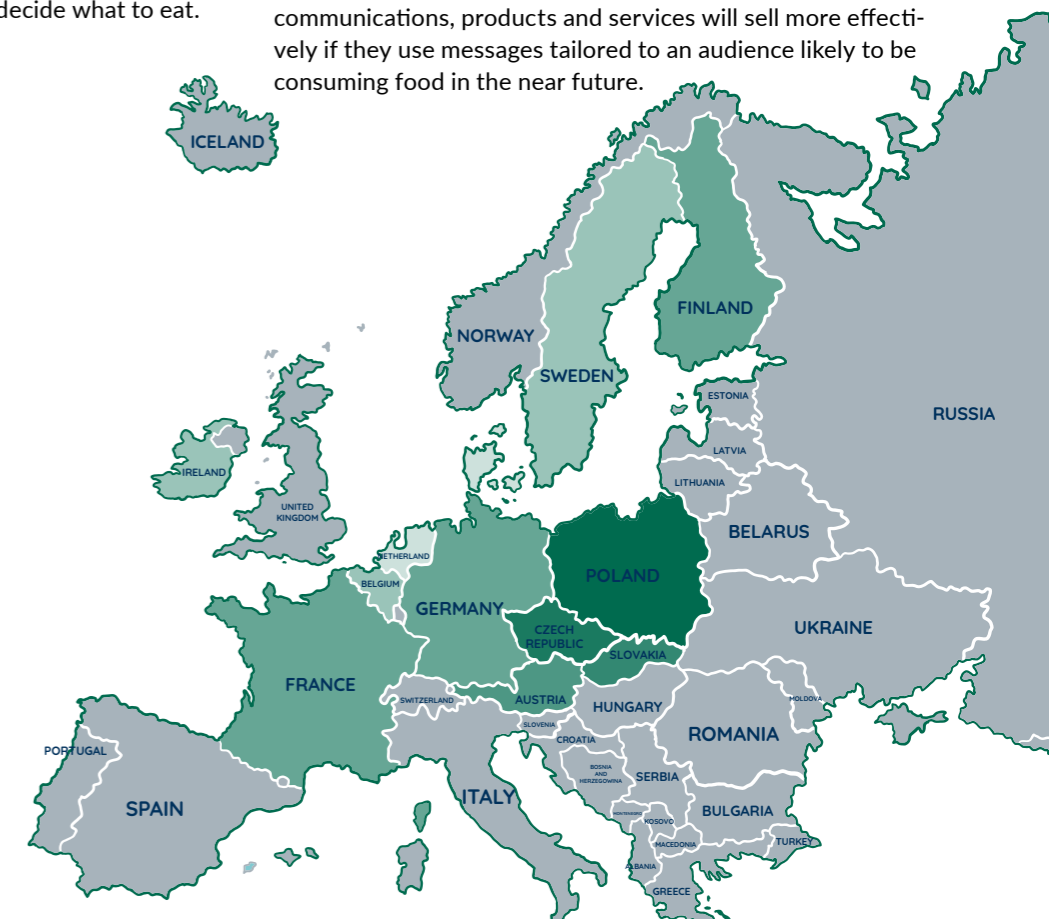 decide what to eat.
communications, products and services will sell more effecti-
vely if they use messages tailored to an audience likely to be
consuming food in the near future.
ICELAND
FINLAND
NORWAY
SWEDEN
ESTONIA
RUSSIA
LATVIA
IRELAND
LITHUANIA
UNITED
KINGDOM
BELARUS
NETHERLAND
BELGIUM
POLAND
GERMANY
UKRAINE
CZECH
REPUBLIC
SLOVAKIA
FRANCE
AUSTRIA
SWITZERLAND
MOLDOVA
HUNGARY
SLOVENIA
ROMANIA
CROATIA
PORTUGAL
BOSNIA
AND
HERZEGOWINA
SERBIA
ITALY
SPAIN
BULGARIA
MONTENEGRO
KOSOVO
TURKEY
MACEDONIA
ALBANIA
GREECE